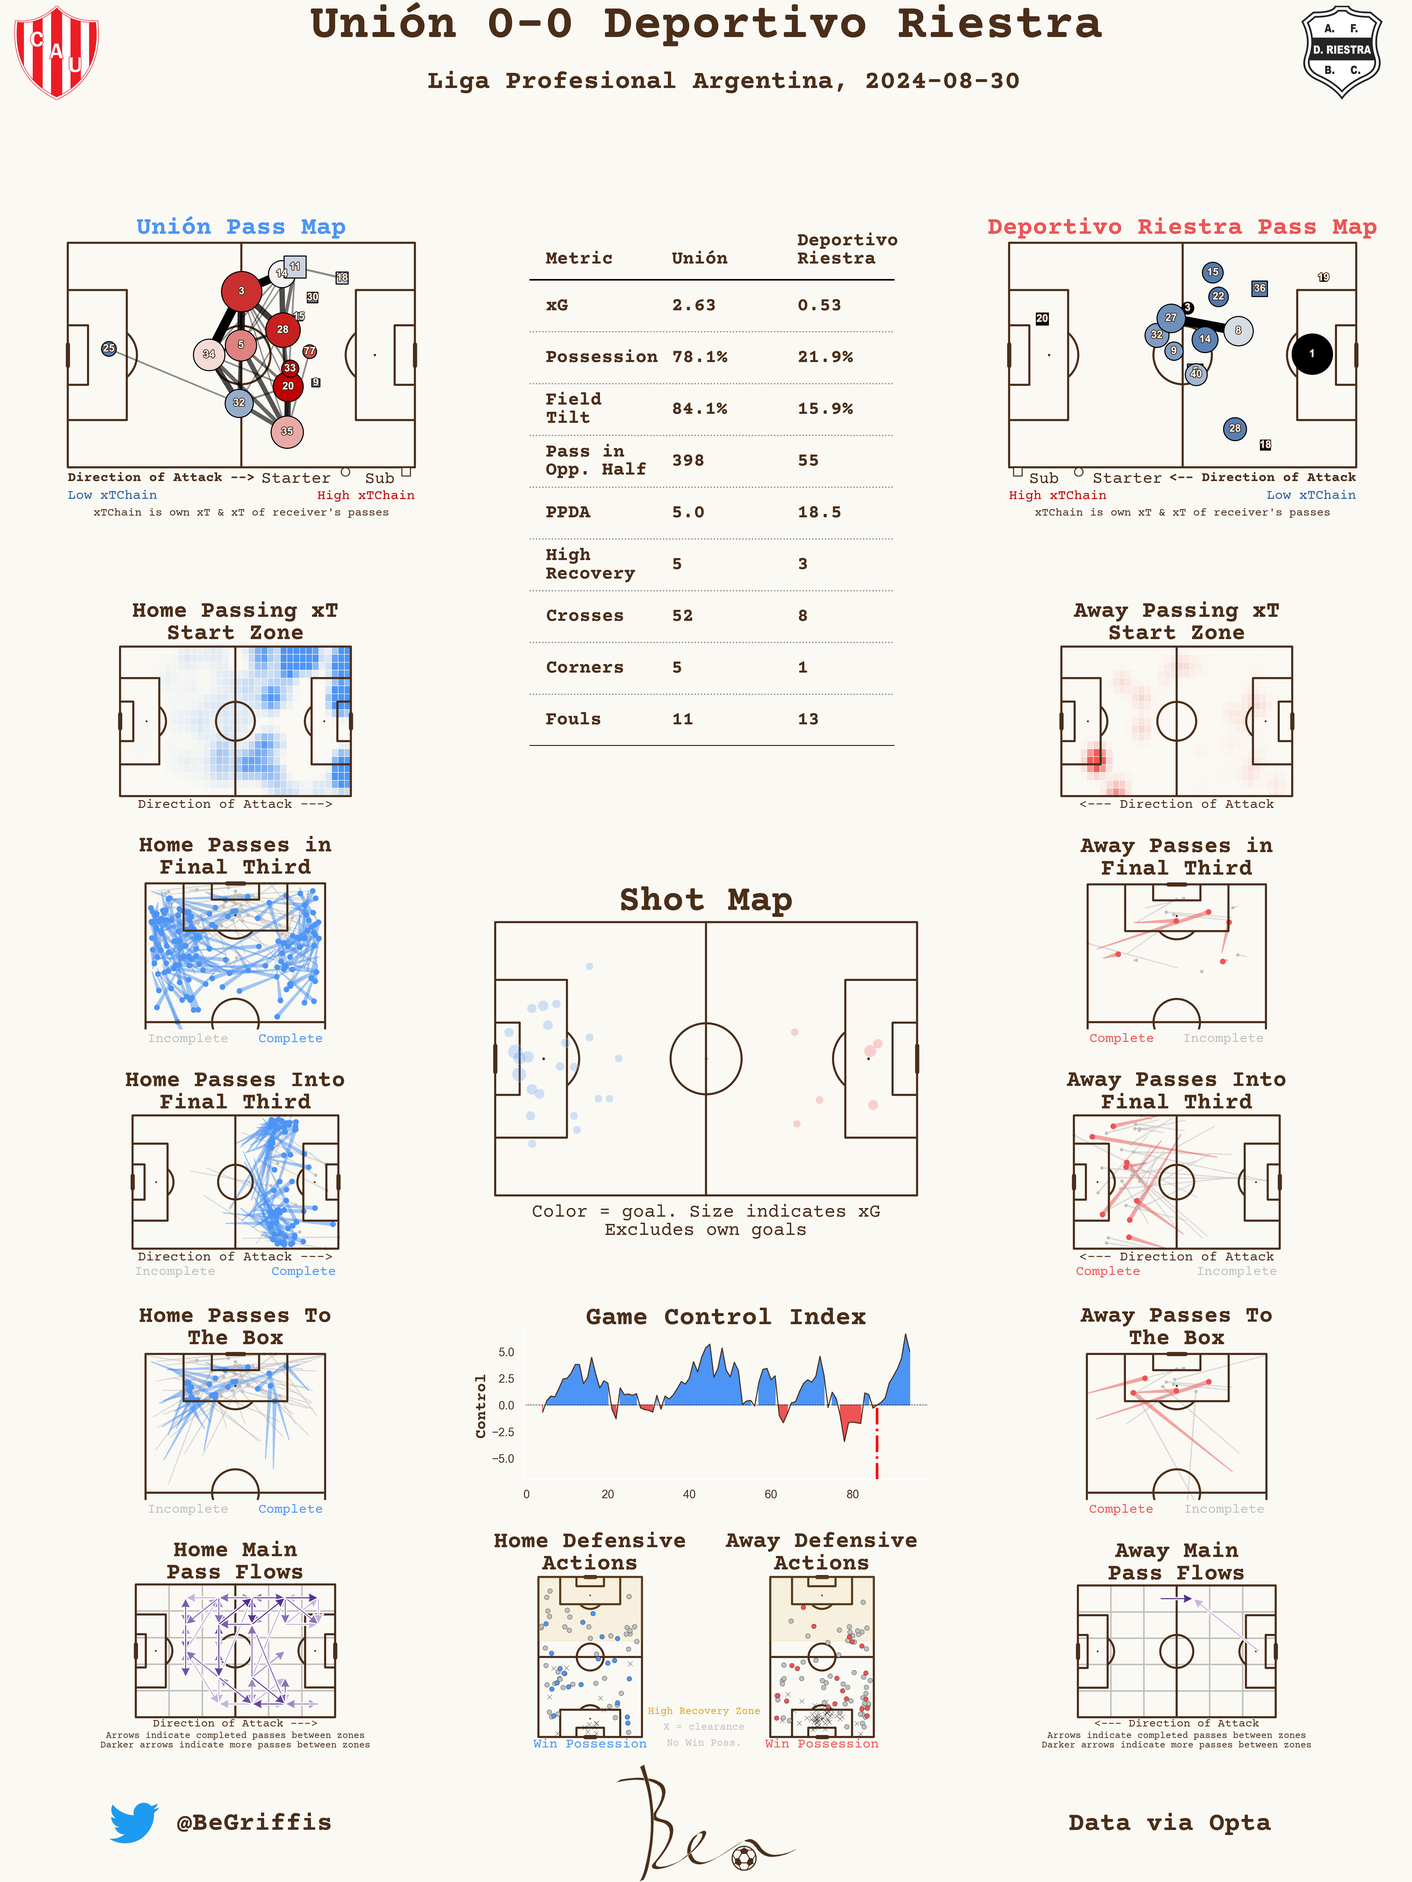 Unión 0-0 Deportivo Riestra
Liga Profesional Argentina, 2024-08-30
C A U
A. F.
D. RIESTRA
B. C.
Unión Pass Map
3
14
11
18
30
15
28
5
34
25
77
33
20
9
32
35
Direction of Attack --> Starter Sub
Low xTChain High xTChain
xTChain is own xT & xT of receiver's passes
Metric Unión Deportivo Riestra
xG 2.63 0.53
Possession 78.1% 21.9%
Field Tilt 84.1% 15.9%
Pass in Opp. Half 398 55
PPDA 5.0 18.5
High Recovery 5 3
Crosses 52 8
Corners 5 1
Fouls 11 13
Deportivo Riestra Pass Map
15
19
36
22
3
20
27
8
32
14
9
1
40
28
18
Sub Starter <-- Direction of Attack
High xTChain Low xTChain
xTChain is own xT & xT of receiver's passes
Home Passing xT
Start Zone
Direction of Attack --->
Away Passing xT
Start Zone
<--- Direction of Attack
Home Passes in
Final Third
Incomplete Complete
Away Passes in
Final Third
Complete Incomplete
Shot Map
Color = goal. Size indicates xG
Excludes own goals
Home Passes Into
Final Third
Direction of Attack --->
Incomplete Complete
Away Passes Into
Final Third
<--- Direction of Attack
Complete Incomplete
Home Passes To
The Box
Incomplete Complete
Game Control Index
Control
5.0
2.5
0.0
−2.5
−5.0
0 20 40 60 80
Away Passes To
The Box
Complete Incomplete
Home Main
Pass Flows
Direction of Attack --->
Arrows indicate completed passes between zones
Darker arrows indicate more passes between zones
Home Defensive
Actions
Win Possession
High Recovery Zone
X = clearance
No Win Poss.
Away Defensive
Actions
Win Possession
Away Main
Pass Flows
<--- Direction of Attack
Arrows indicate completed passes between zones
Darker arrows indicate more passes between zones
@BeGriffis
Ben
Data via Opta